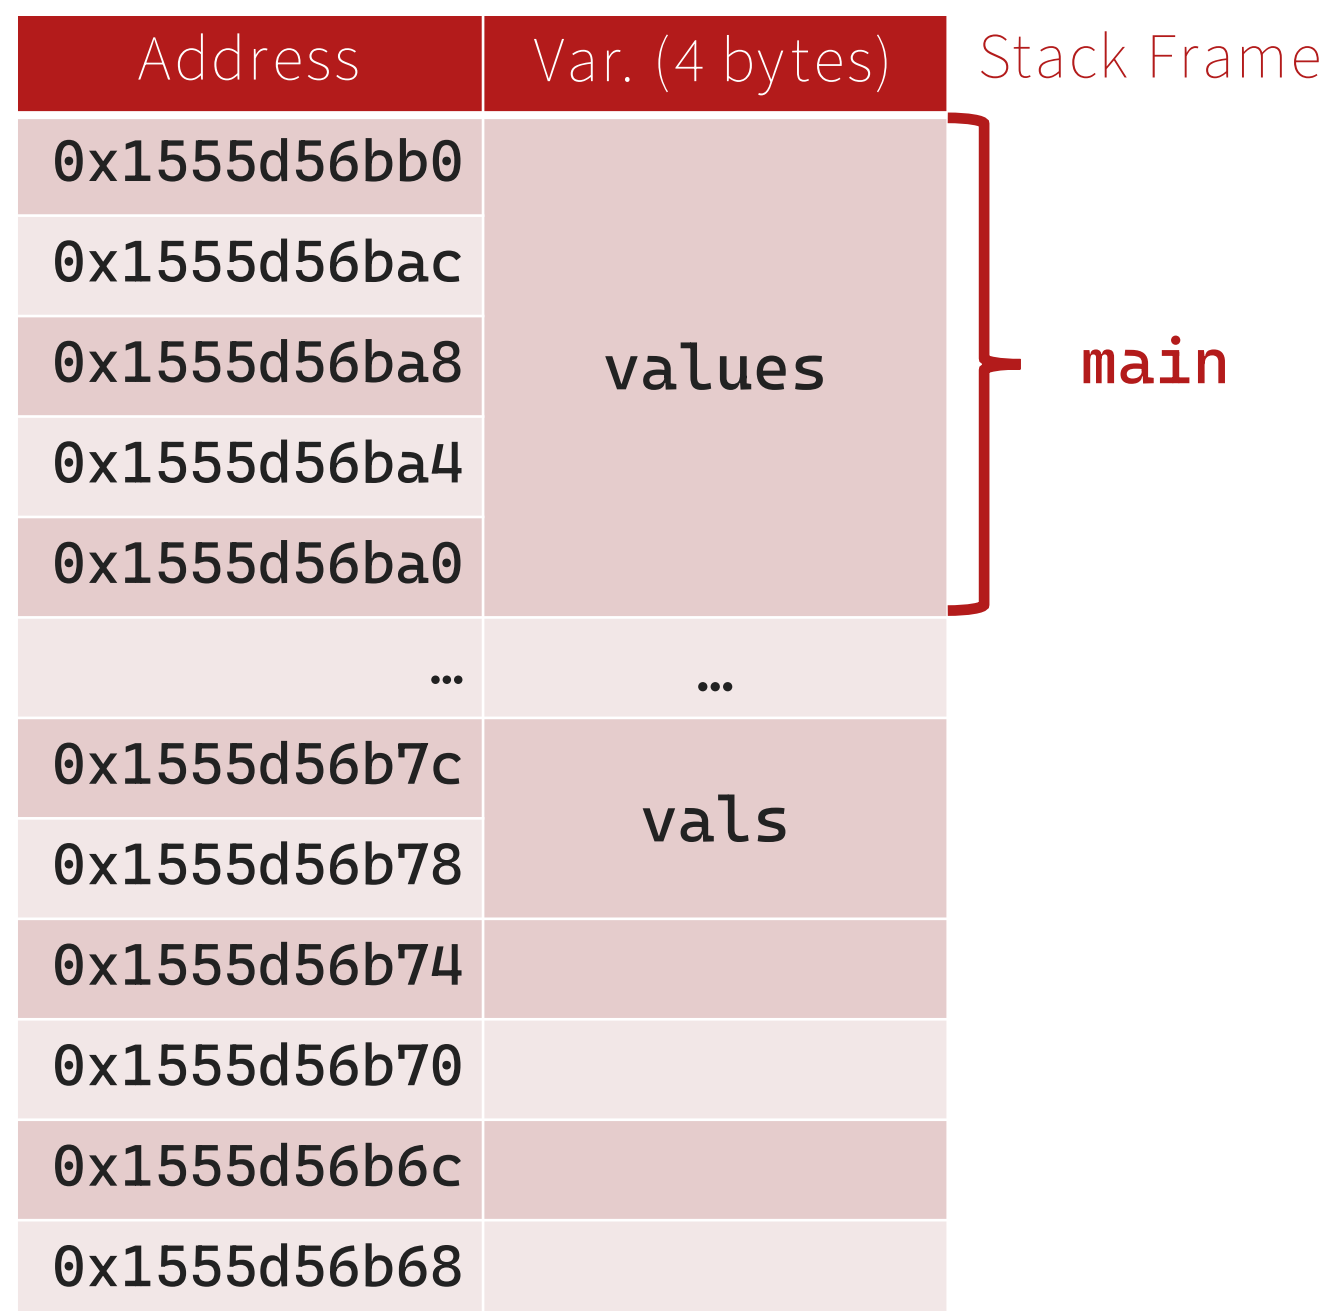 Address Var. (4 bytes) Stack Frame
0x1555d56bb0
0x1555d56bac
0x1555d56ba8 values main
0x1555d56ba4
0x1555d56ba0
… …
0x1555d56b7c
vals
0x1555d56b78
0x1555d56b74
0x1555d56b70
0x1555d56b6c
0x1555d56b68